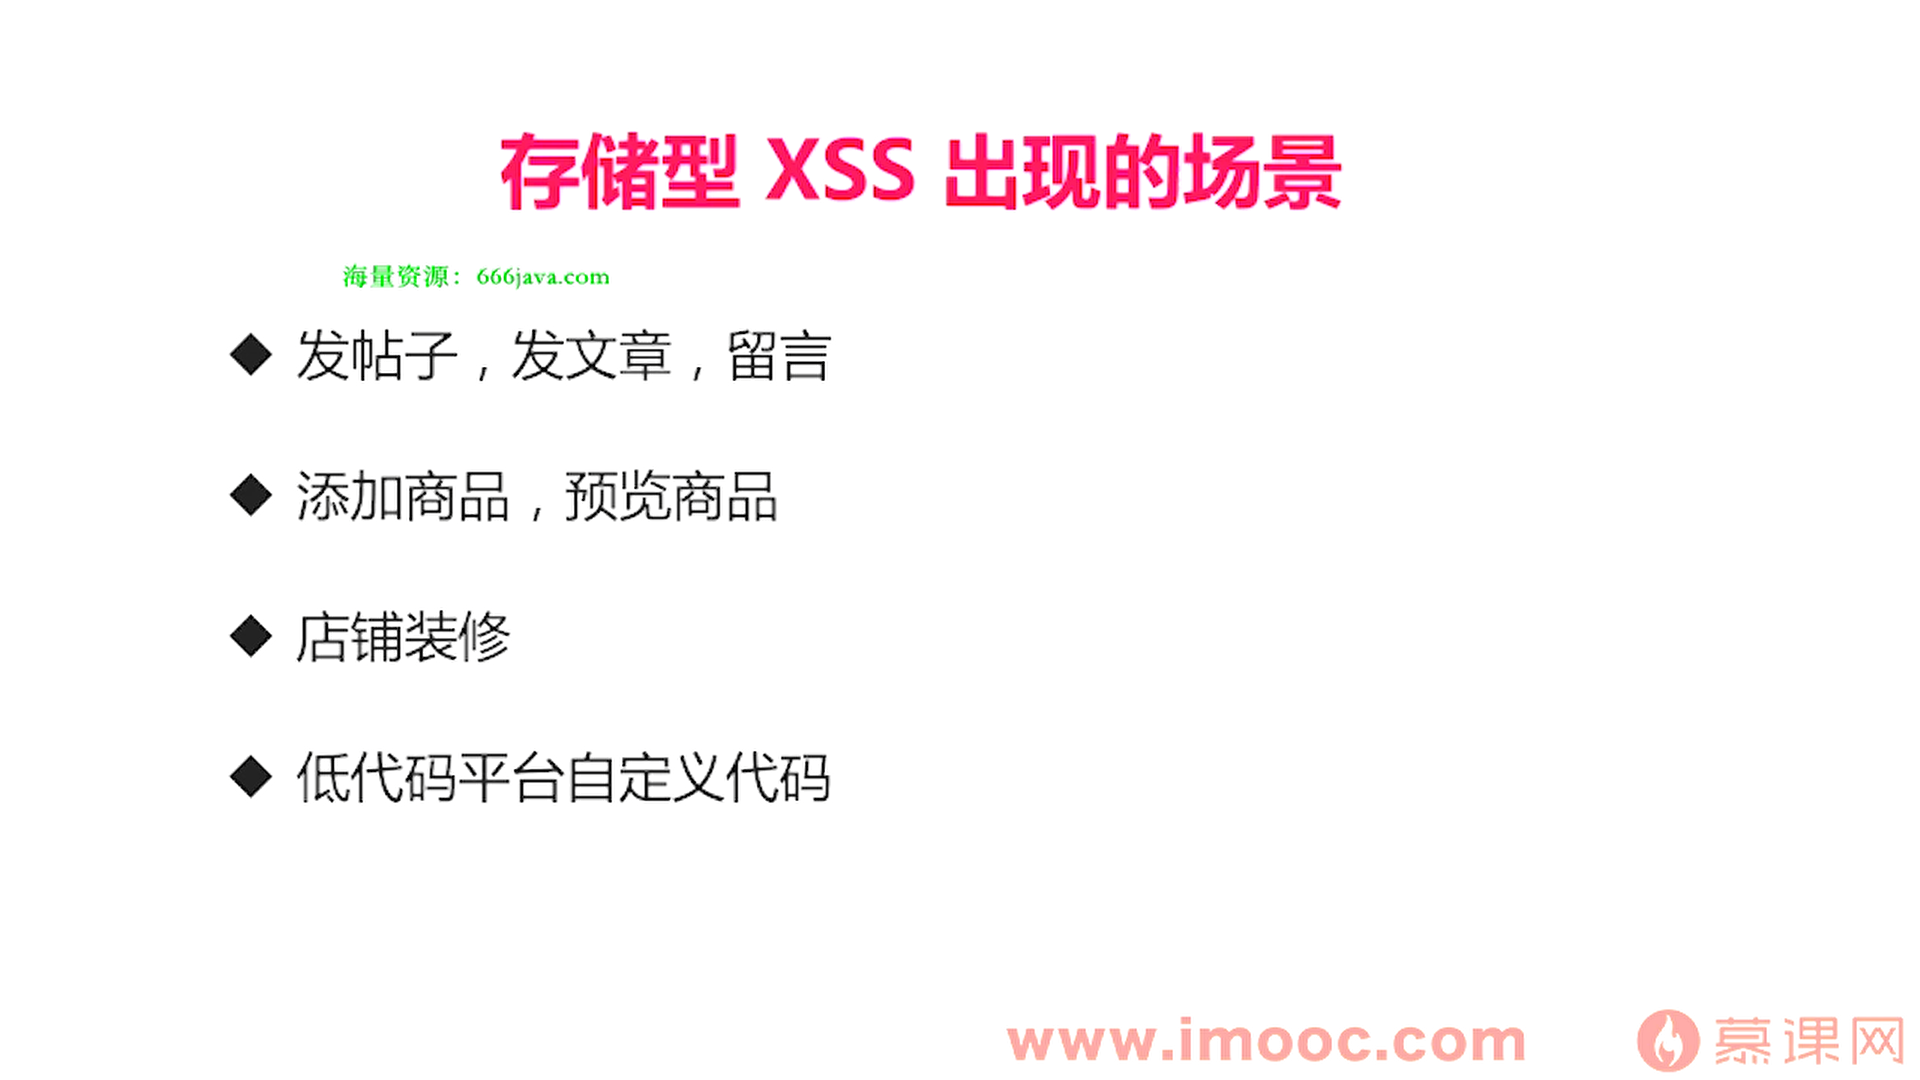 存储型 XSS 出现的场景
海量资源：666java.com
◆ 发帖子，发文章，留言
◆ 添加商品，预览商品
◆ 店铺装修
◆ 低代码平台自定义代码
www.imooc.com 慕课网